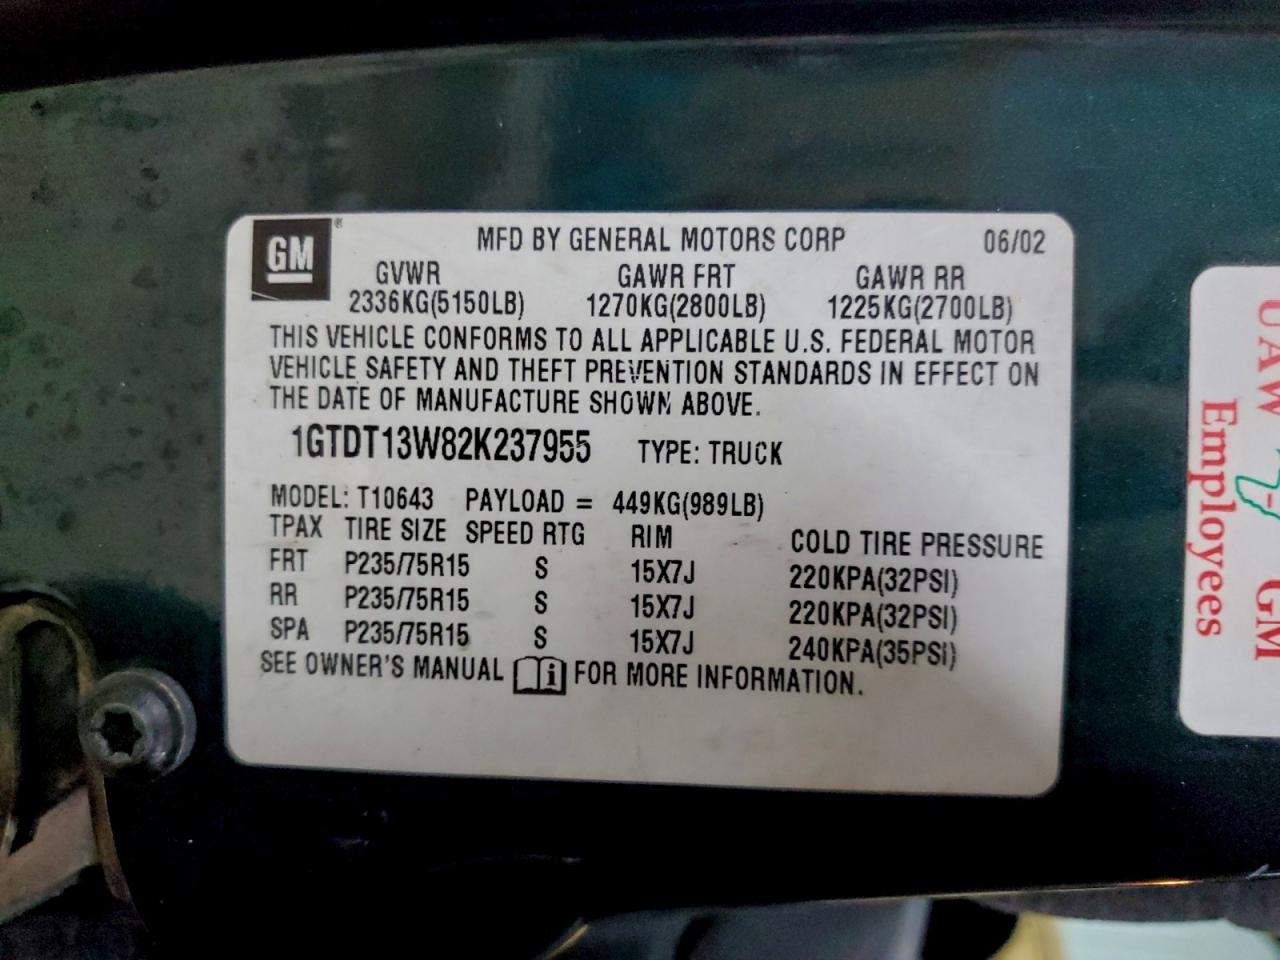 GM®
MFD BY GENERAL MOTORS CORP 06/02
GVWR GAWR FRT GAWR RR
2336KG(5150LB) 1270KG(2800LB) 1225KG(2700LB)
THIS VEHICLE CONFORMS TO ALL APPLICABLE U.S. FEDERAL MOTOR
VEHICLE SAFETY AND THEFT PREVENTION STANDARDS IN EFFECT ON
THE DATE OF MANUFACTURE SHOWN ABOVE.
1GTDT13W82K237955 TYPE: TRUCK
MODEL: T10643 PAYLOAD = 449KG(989LB)
TPAX TIRE SIZE SPEED RTG RIM COLD TIRE PRESSURE
FRT P235/75R15 S 15X7J 220KPA(32PSI)
RR P235/75R15 S 15X7J 220KPA(32PSI)
SPA P235/75R15 S 15X7J 240KPA(35PSI)
SEE OWNER'S MANUAL i FOR MORE INFORMATION.
UAW GM
Employees